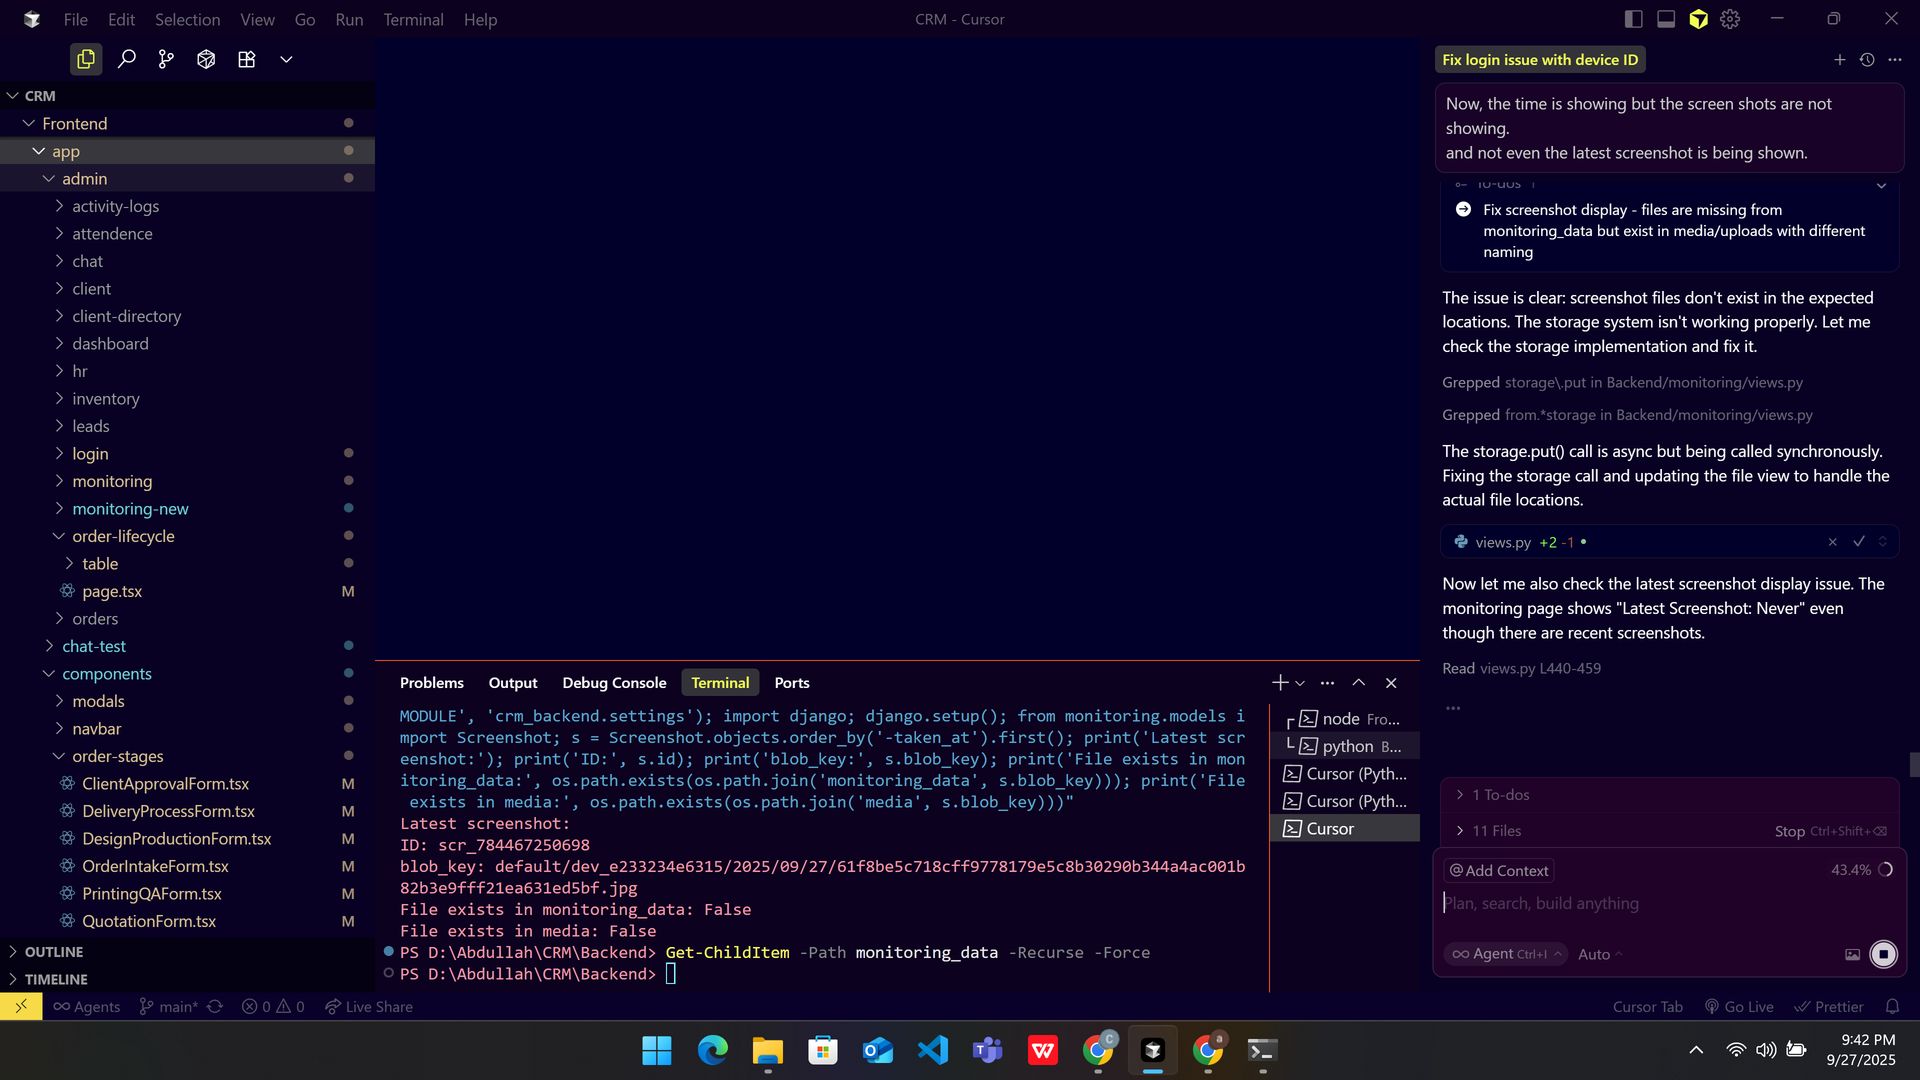 File Edit Selection View Go Run Terminal Help
CRM - Cursor
CRM
Frontend
app
admin
activity-logs
attendence
chat
client
client-directory
dashboard
hr
inventory
leads
login
monitoring
monitoring-new
order-lifecycle
table
page.tsx M
orders
chat-test
components
modals
navbar
order-stages
ClientApprovalForm.tsx M
DeliveryProcessForm.tsx M
DesignProductionForm.tsx M
OrderIntakeForm.tsx M
PrintingQAForm.tsx M
QuotationForm.tsx M
OUTLINE
TIMELINE
Problems Output Debug Console Terminal Ports
MODULE', 'crm_backend.settings'); import django; django.setup(); from monitoring.models i
mport Screenshot; s = Screenshot.objects.order_by('-taken_at').first(); print('Latest scr
eenshot:'); print('ID:', s.id); print('blob_key:', s.blob_key); print('File exists in mon
itoring_data:', os.path.exists(os.path.join('monitoring_data', s.blob_key))); print('File
exists in media:', os.path.exists(os.path.join('media', s.blob_key)))"
Latest screenshot:
ID: scr_784467250698
blob_key: default/dev_e233234e6315/2025/09/27/61f8be5c718cff9778179e5c8b30290b344a4ac001b
82b3e9fff21ea631ed5bf.jpg
File exists in monitoring_data: False
File exists in media: False
PS D:\Abdullah\CRM\Backend> Get-ChildItem -Path monitoring_data -Recurse -Force
PS D:\Abdullah\CRM\Backend>
node Fro...
python B...
Cursor (Pyth...
Cursor (Pyth...
Cursor
Fix login issue with device ID
Now, the time is showing but the screen shots are not
showing.
and not even the latest screenshot is being shown.
To-dos 1
Fix screenshot display - files are missing from
monitoring_data but exist in media/uploads with different
naming
The issue is clear: screenshot files don't exist in the expected
locations. The storage system isn't working properly. Let me
check the storage implementation and fix it.
Grepped storage\.put in Backend/monitoring/views.py
Grepped from.*storage in Backend/monitoring/views.py
The storage.put() call is async but being called synchronously.
Fixing the storage call and updating the file view to handle the
actual file locations.
views.py +2 -1
Now let me also check the latest screenshot display issue. The
monitoring page shows "Latest Screenshot: Never" even
though there are recent screenshots.
Read views.py L440-459
1 To-dos
11 Files Stop Ctrl+Shift+⌫
@Add Context 43.4%
Plan, search, build anything
Agent Ctrl+I Auto
Agents main* 0 0 Live Share
Cursor Tab Go Live Prettier
9:42 PM
9/27/2025